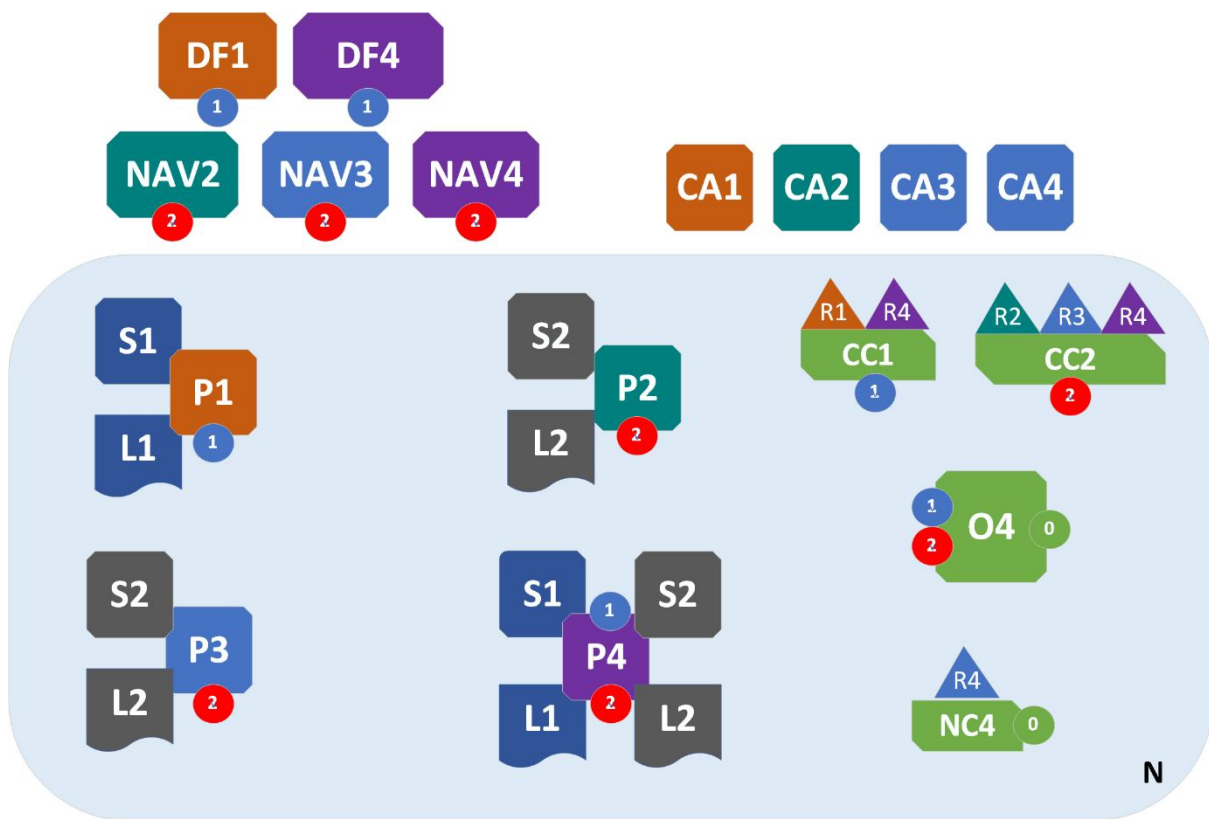 DF1 DF4
1 1
NAV2 NAV3 NAV4
2 2 2
CA1 CA2 CA3 CA4
S1
P1
1
L1
S2
P2
2
L2
R1 R4
CC1
1
R2 R3 R4
CC2
2
1
2
O4
0
S2
P3
2
L2
S1 S2
1
P4
2
L1 L2
R4
NC4
0
N